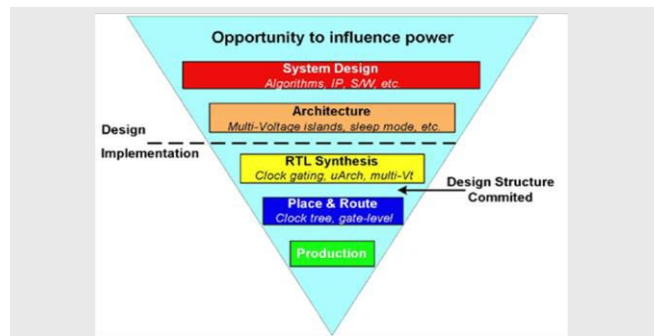 Opportunity to influence power
System Design
Algorithms, IP, S/W, etc.
Architecture
Multi-Voltage islands, sleep mode, etc.
Design
Implementation
RTL Synthesis
Clock gating, uArch, multi-Vt
Design Structure
Commited
Place & Route
Clock tree, gate-level
Production